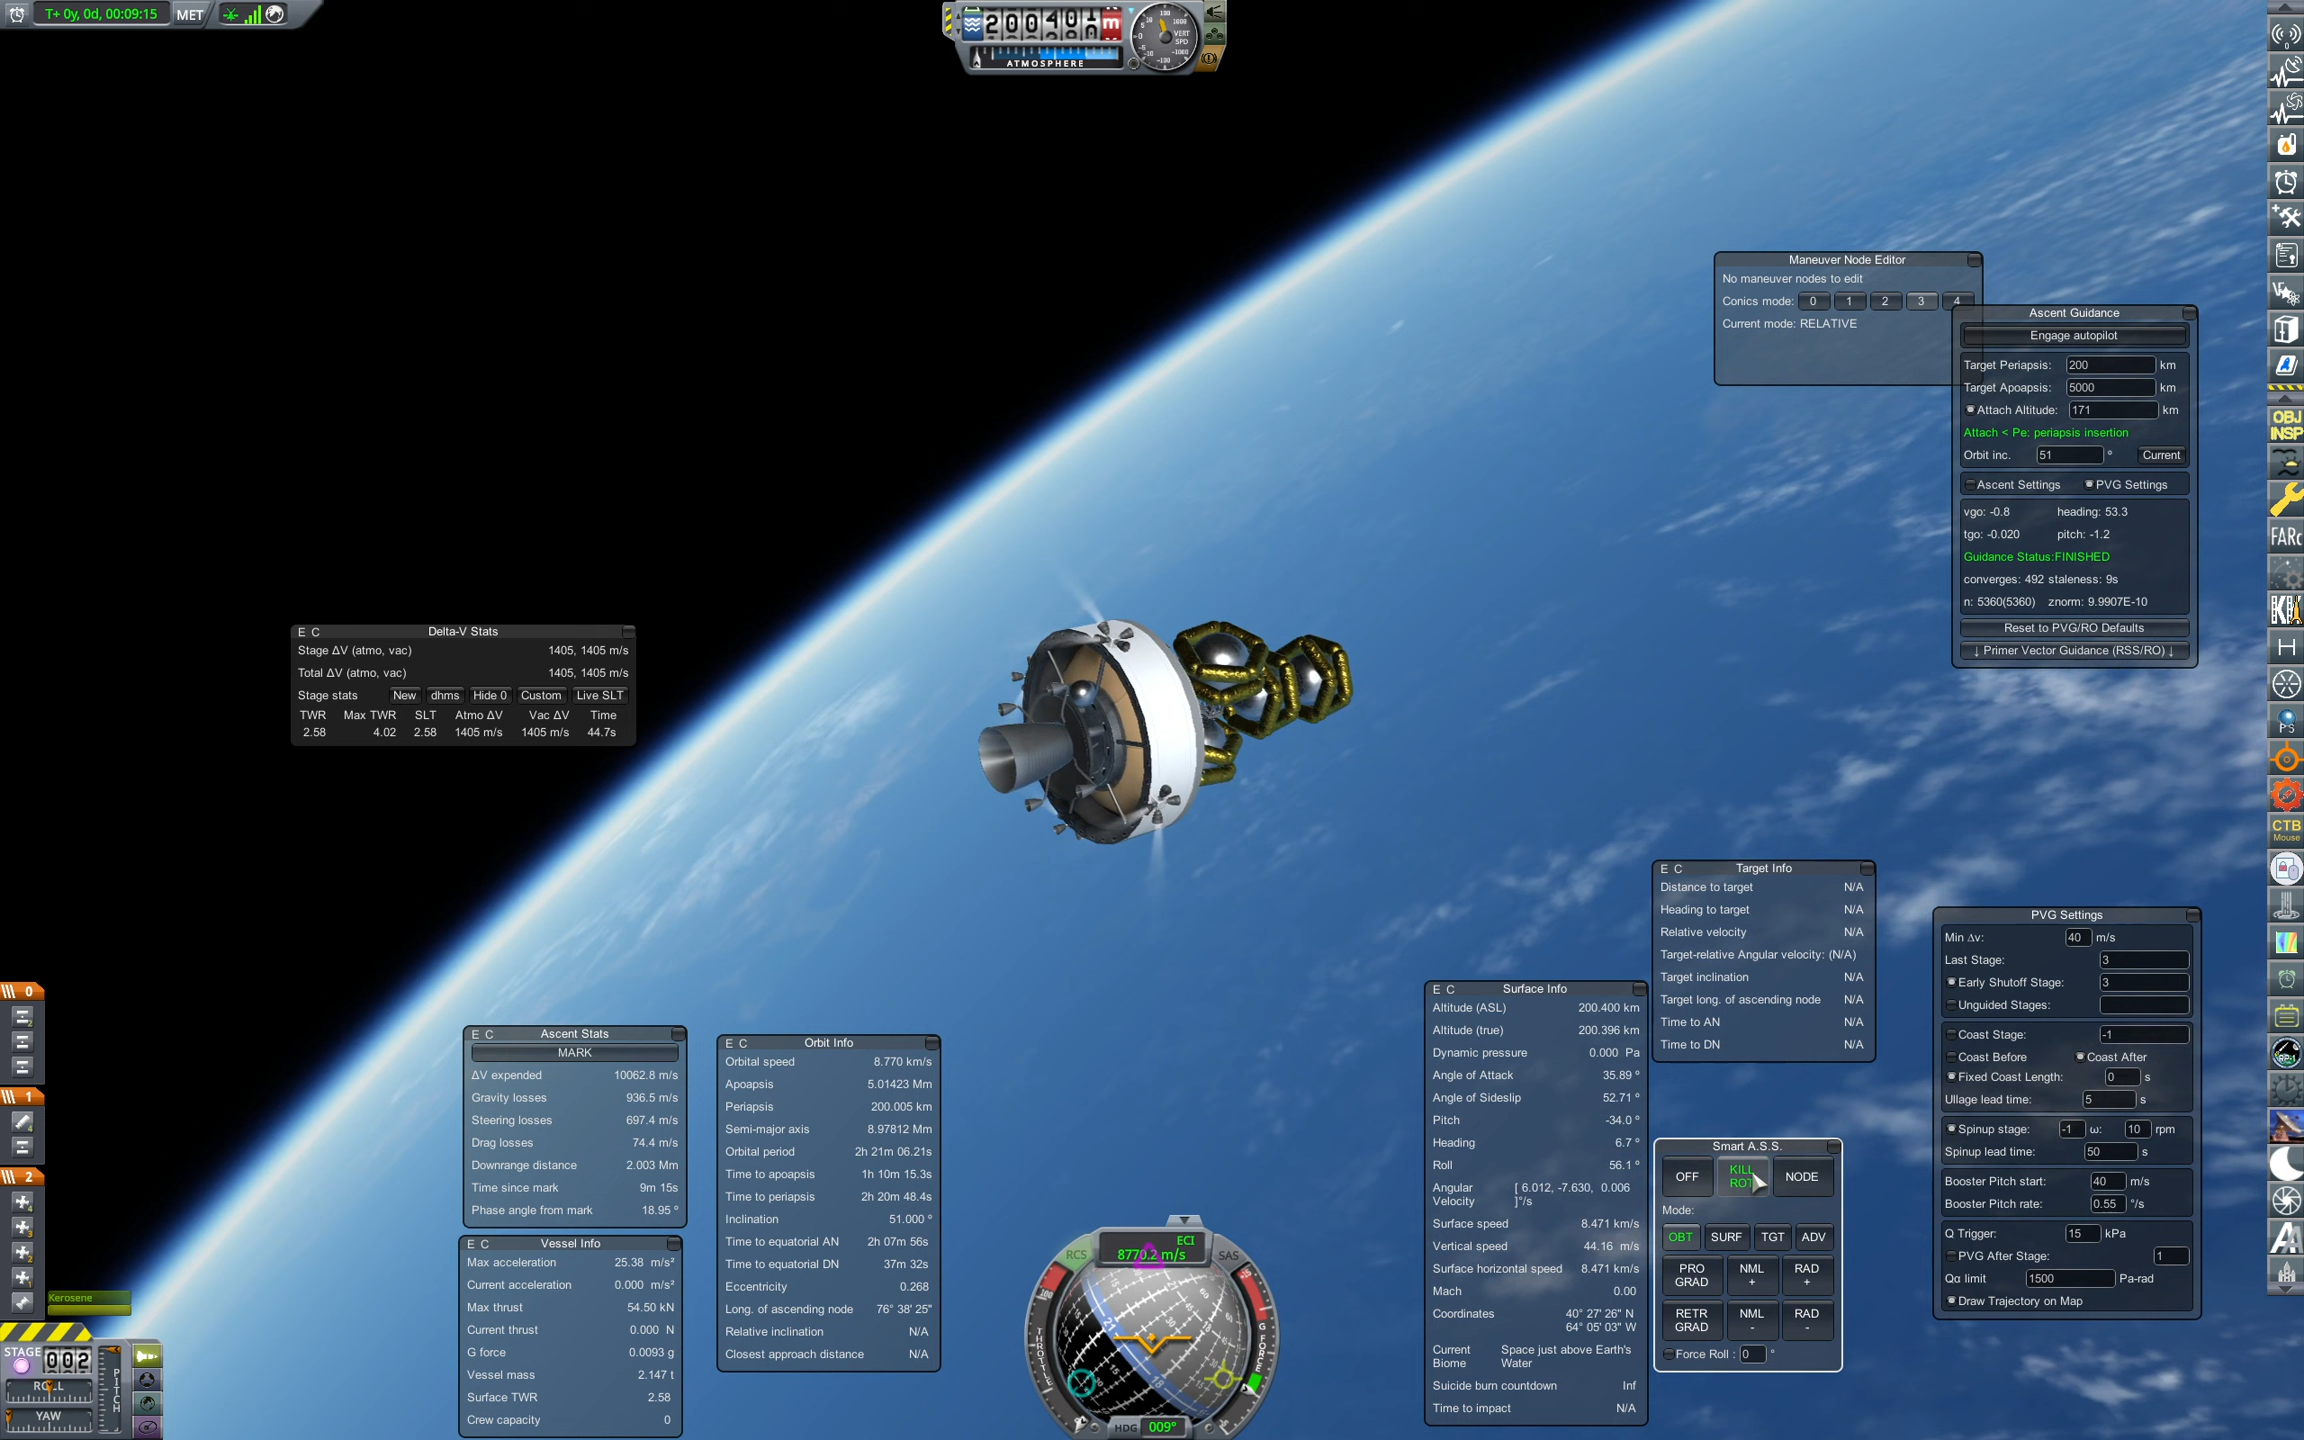 T+ 0y, 0d, 00:09:15 MET
ATMOSPHERE
VERT SPD
Maneuver Node Editor
No maneuver nodes to edit
Conics mode: 0 1 2 3 4
Current mode: RELATIVE
Ascent Guidance
Engage autopilot
Target Periapsis: 200 km
Target Apoapsis: 5000 km
Attach Altitude: 171 km
Attach < Pe: periapsis insertion
Orbit inc. 51 ° Current
Ascent Settings PVG Settings
vgo: -0.8 heading: 53.3
tgo: -0.020 pitch: -1.2
Guidance Status:FINISHED
converges: 492 staleness: 9s
n: 5360(5360) znorm: 9.9907E-10
Reset to PVG/RO Defaults
↓ Primer Vector Guidance (RSS/RO) ↓
E C Delta-V Stats
Stage ΔV (atmo, vac) 1405, 1405 m/s
Total ΔV (atmo, vac) 1405, 1405 m/s
Stage stats New dhms Hide 0 Custom Live SLT
TWR Max TWR SLT Atmo ΔV Vac ΔV Time
2.58 4.02 2.58 1405 m/s 1405 m/s 44.7s
E C Target Info
Distance to target N/A
Heading to target N/A
Relative velocity N/A
Target-relative Angular velocity: (N/A)
Target inclination N/A
Target long. of ascending node N/A
Time to AN N/A
Time to DN N/A
PVG Settings
Min Δv: 40 m/s
Last Stage: 3
Early Shutoff Stage: 3
Unguided Stages:
Coast Stage: -1
Coast Before Coast After
Fixed Coast Length: 0 s
Ullage lead time: 5 s
Spinup stage: -1 ω: 10 rpm
Spinup lead time: 50 s
Booster Pitch start: 40 m/s
Booster Pitch rate: 0.55 °/s
Q Trigger: 15 kPa
PVG After Stage: 1
Qα limit 1500 Pa-rad
Draw Trajectory on Map
E C Ascent Stats
MARK
ΔV expended 10062.8 m/s
Gravity losses 936.5 m/s
Steering losses 697.4 m/s
Drag losses 74.4 m/s
Downrange distance 2.003 Mm
Time since mark 9m 15s
Phase angle from mark 18.95 º
E C Vessel Info
Max acceleration 25.38 m/s²
Current acceleration 0.000 m/s²
Max thrust 54.50 kN
Current thrust 0.000 N
G force 0.0093 g
Vessel mass 2.147 t
Surface TWR 2.58
Crew capacity 0
E C Orbit Info
Orbital speed 8.770 km/s
Apoapsis 5.01423 Mm
Periapsis 200.005 km
Semi-major axis 8.97812 Mm
Orbital period 2h 21m 06.21s
Time to apoapsis 1h 10m 15.3s
Time to periapsis 2h 20m 48.4s
Inclination 51.000 º
Time to equatorial AN 2h 07m 56s
Time to equatorial DN 37m 32s
Eccentricity 0.268
Long. of ascending node 76° 38' 25"
Relative inclination N/A
Closest approach distance N/A
E C Surface Info
Altitude (ASL) 200.400 km
Altitude (true) 200.396 km
Dynamic pressure 0.000 Pa
Angle of Attack 35.89 º
Angle of Sideslip 52.71 º
Pitch -34.0 º
Heading 6.7 º
Roll 56.1 º
Angular Velocity [ 6.012, -7.630, 0.006 ]°/s
Surface speed 8.471 km/s
Vertical speed 44.16 m/s
Surface horizontal speed 8.471 km/s
Mach 0.00
Coordinates 40° 27' 26" N
64° 05' 03" W
Current Biome Space just above Earth's Water
Suicide burn countdown Inf
Time to impact N/A
Smart A.S.S.
OFF KILL ROT NODE
Mode:
OBT SURF TGT ADV
PRO GRAD NML + RAD +
RETR GRAD NML - RAD -
Force Roll : 0 °
ECI
RCS 8770.2 m/s SAS
THROTTLE
G FORCE
HDG 009°
0
1
2
Kerosene
STAGE 002
ROLL
YAW
PITCH
OBJ INSP
FARc
PS
CTB
Mouse
RP-1